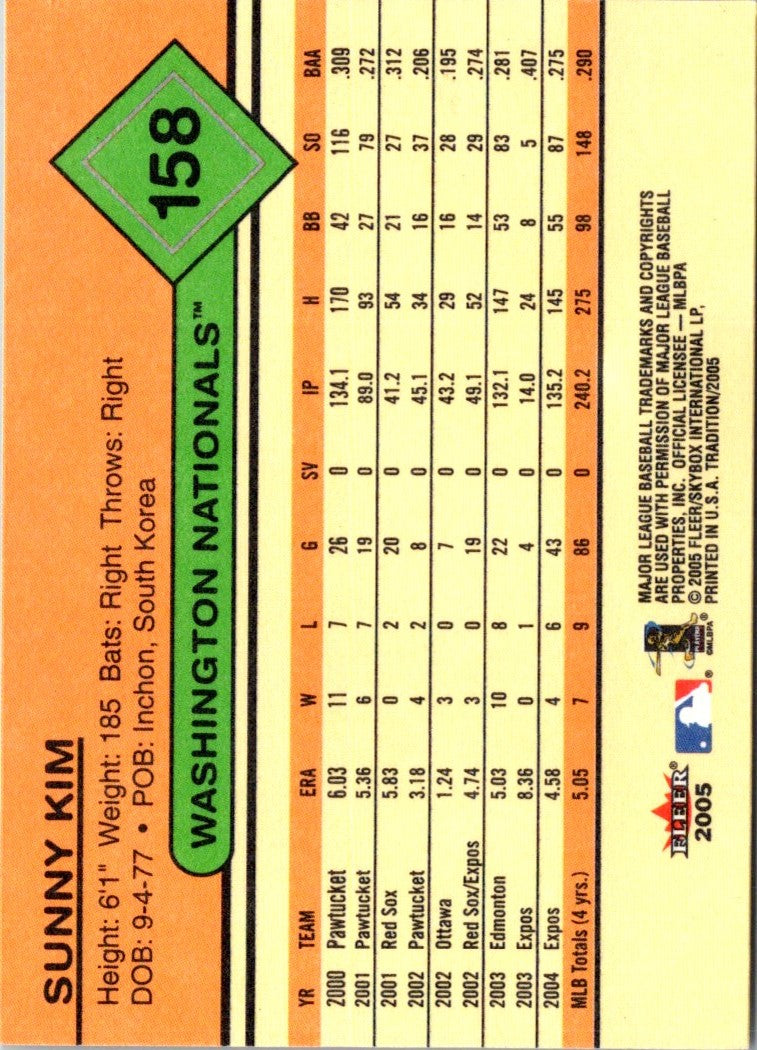 SUNNY KIM
Height: 6'1" Weight: 185 Bats: Right Throws: Right
DOB: 9-4-77 • POB: Inchon, South Korea
WASHINGTON NATIONALS™
158
YR TEAM ERA W L G SV IP H BB SO BAA
2000 Pawtucket 6.03 11 7 26 0 134.1 170 42 116 .309
2001 Pawtucket 5.36 6 7 19 0 89.0 93 27 79 .272
2001 Red Sox 5.83 0 2 20 0 41.2 54 21 27 .312
2002 Pawtucket 3.18 4 2 8 0 45.1 34 16 37 .206
2002 Ottawa 1.24 3 0 7 0 43.2 29 16 28 .195
2002 Red Sox/Expos 4.74 3 0 19 0 49.1 52 14 29 .274
2003 Edmonton 5.03 10 8 22 0 132.1 147 53 83 .281
2003 Expos 8.36 0 1 4 0 14.0 24 8 5 .407
2004 Expos 4.58 4 6 43 0 135.2 145 55 87 .275
MLB Totals (4 yrs.) 5.05 7 9 86 0 240.2 275 98 148 .290
FLEER®
2005
®
PLAYERS
©MLBPA®
MAJOR LEAGUE BASEBALL TRADEMARKS AND COPYRIGHTS
ARE USED WITH PERMISSION OF MAJOR LEAGUE BASEBALL
PROPERTIES, INC. OFFICIAL LICENSEE — MLBPA
© 2005 FLEER/SKYBOX INTERNATIONAL LP,
PRINTED IN U.S.A. TRADITION/2005